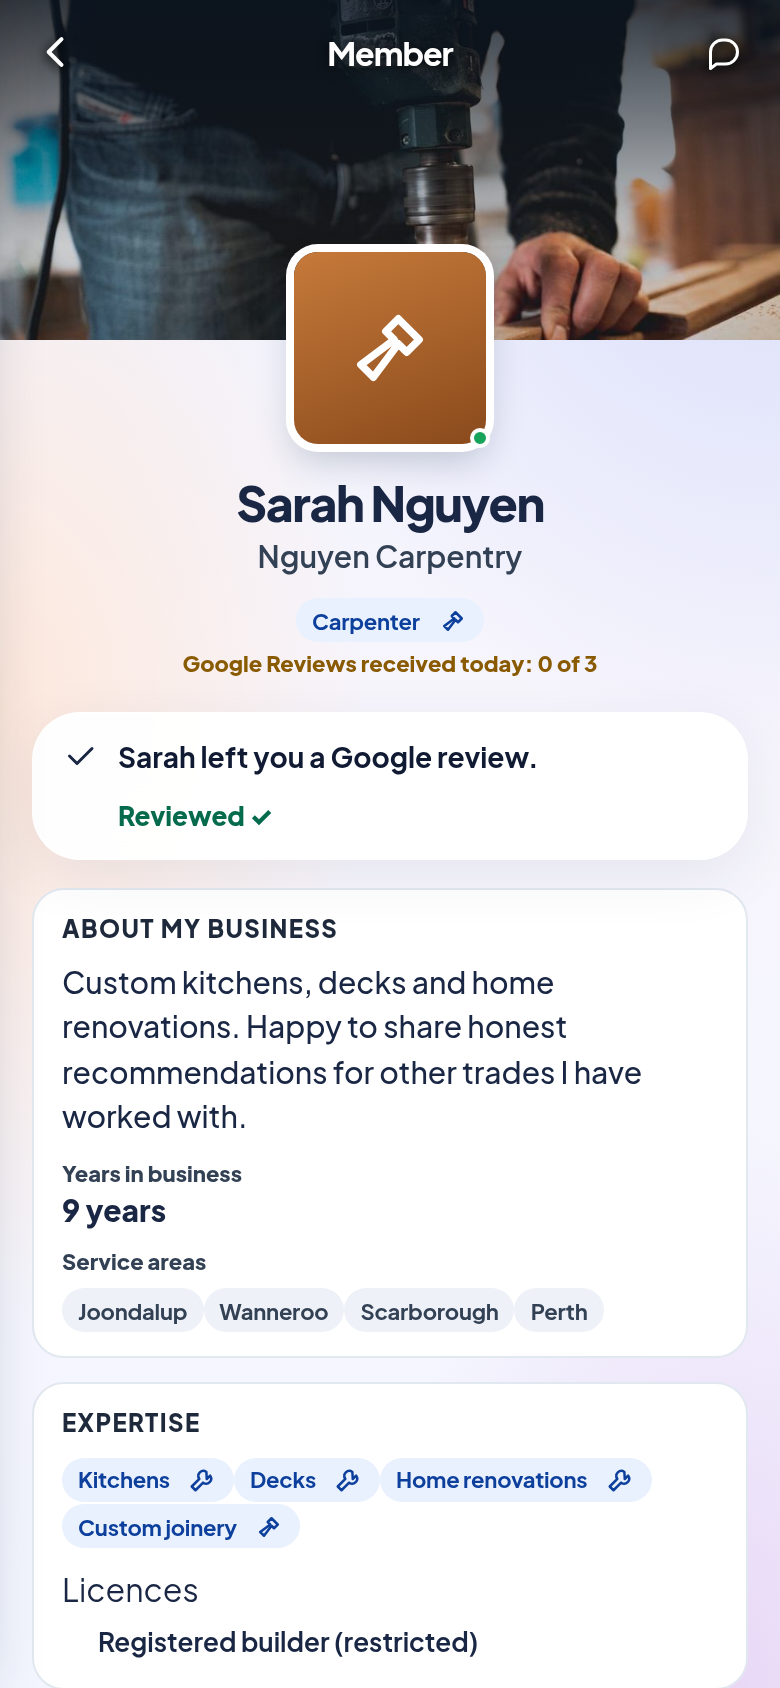 Member
Sarah Nguyen
Nguyen Carpentry
Carpenter
Google Reviews received today: 0 of 3
Sarah left you a Google review.
Reviewed ✓
ABOUT MY BUSINESS
Custom kitchens, decks and home
renovations. Happy to share honest
recommendations for other trades I have
worked with.
Years in business
9 years
Service areas
Joondalup Wanneroo Scarborough Perth
EXPERTISE
Kitchens Decks Home renovations
Custom joinery
Licences
Registered builder (restricted)